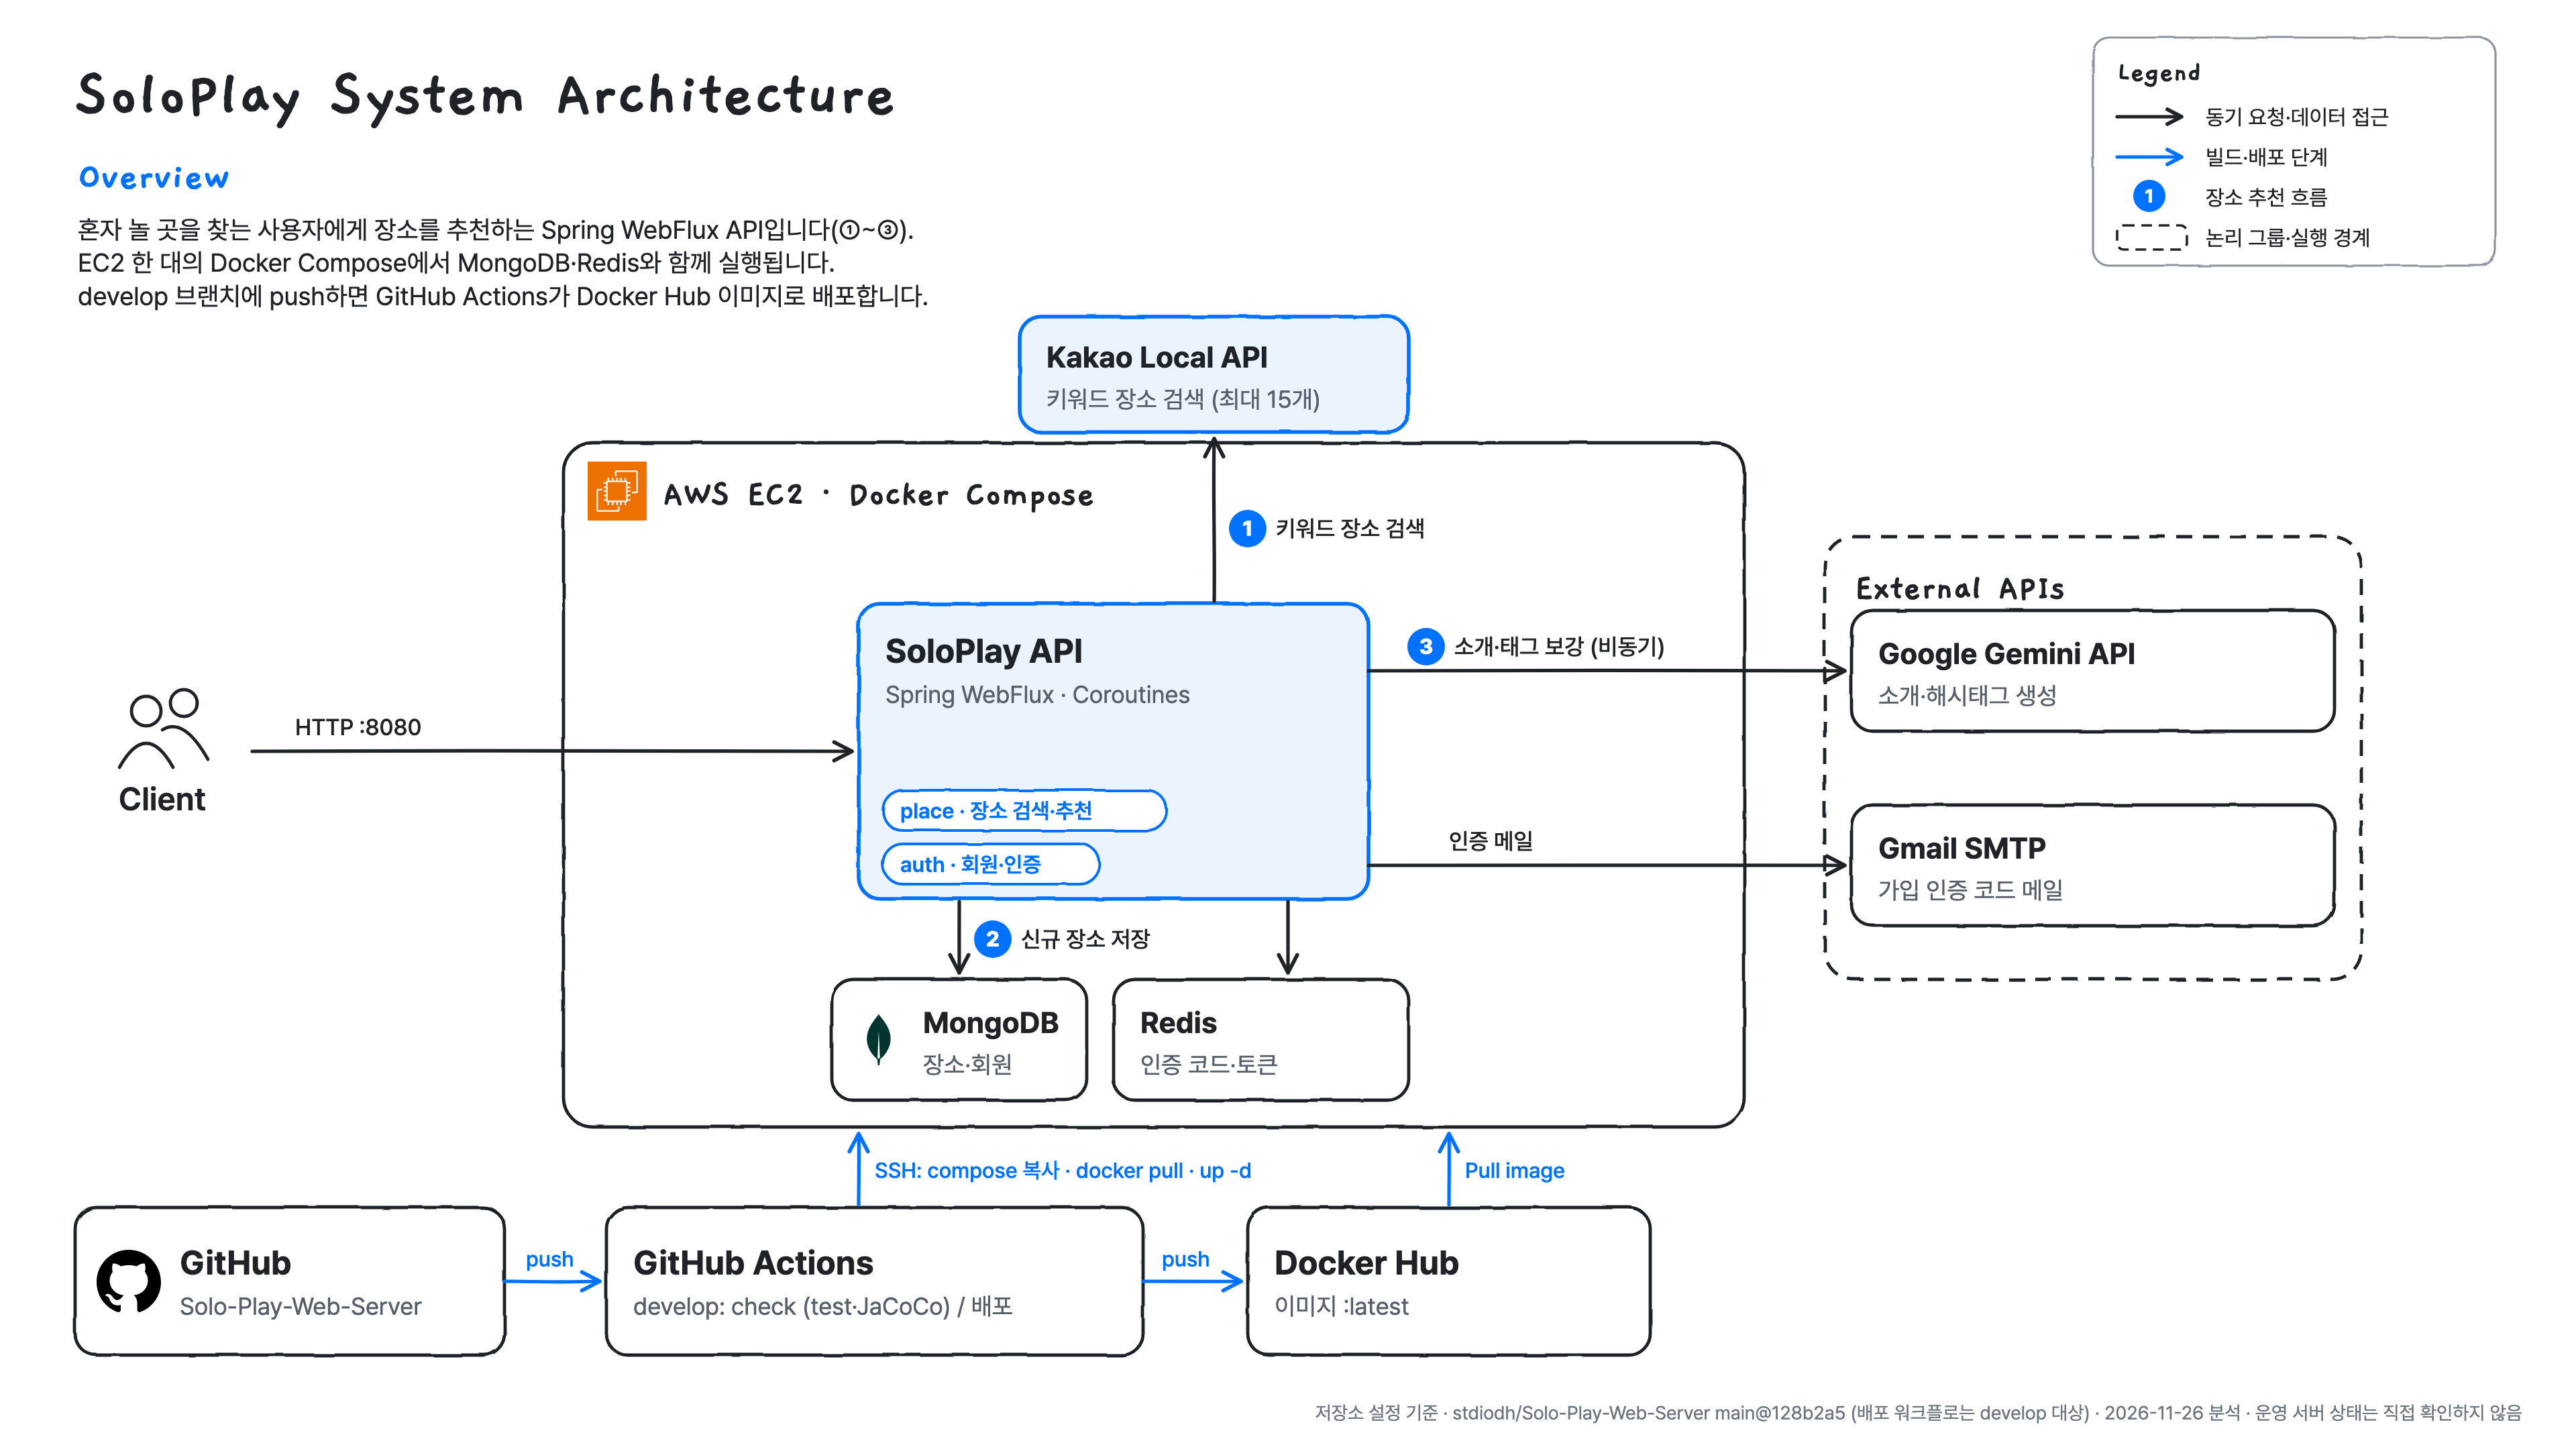 SoloPlay System Architecture
Overview
혼자 놀 곳을 찾는 사용자에게 장소를 추천하는 Spring WebFlux API입니다(①~③).
EC2 한 대의 Docker Compose에서 MongoDB·Redis와 함께 실행됩니다.
develop 브랜치에 push하면 GitHub Actions가 Docker Hub 이미지로 배포합니다.
Legend
동기 요청·데이터 접근
빌드·배포 단계
1 장소 추천 흐름
논리 그룹·실행 경계
Kakao Local API
키워드 장소 검색 (최대 15개)
AWS EC2 · Docker Compose
1 키워드 장소 검색
External APIs
SoloPlay API
Spring WebFlux · Coroutines
3 소개·태그 보강 (비동기)
Google Gemini API
소개·해시태그 생성
HTTP :8080
Client
place · 장소 검색·추천
auth · 회원·인증
인증 메일
Gmail SMTP
가입 인증 코드 메일
2 신규 장소 저장
MongoDB
장소·회원
Redis
인증 코드·토큰
SSH: compose 복사 · docker pull · up -d
Pull image
GitHub
Solo-Play-Web-Server
push
GitHub Actions
develop: check (test·JaCoCo) / 배포
push
Docker Hub
이미지 :latest
저장소 설정 기준 · stdiodh/Solo-Play-Web-Server main@128b2a5 (배포 워크플로는 develop 대상) · 2026-11-26 분석 · 운영 서버 상태는 직접 확인하지 않음